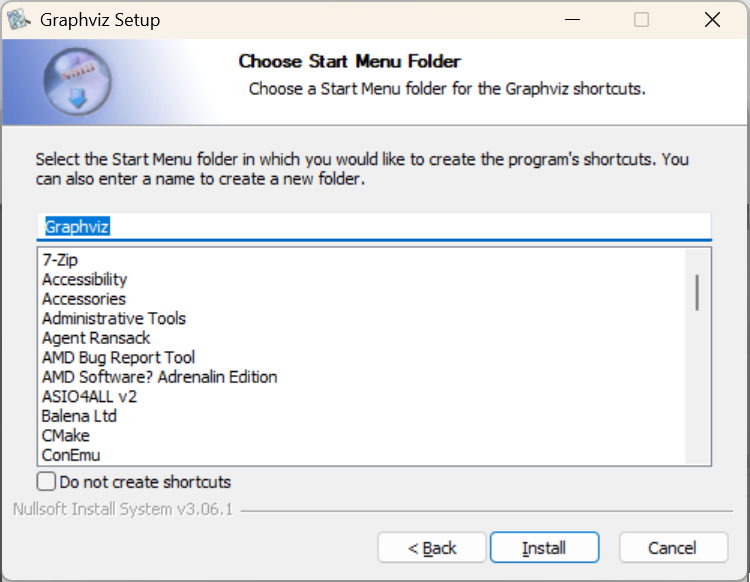 Graphviz Setup
Choose Start Menu Folder
Choose a Start Menu folder for the Graphviz shortcuts.
Select the Start Menu folder in which you would like to create the program's shortcuts. You
can also enter a name to create a new folder.
Graphviz
7-Zip
Accessibility
Accessories
Administrative Tools
Agent Ransack
AMD Bug Report Tool
AMD Software? Adrenalin Edition
ASIO4ALL v2
Balena Ltd
CMake
ConEmu
Do not create shortcuts
Nullsoft Install System v3.06.1
< Back
Install
Cancel